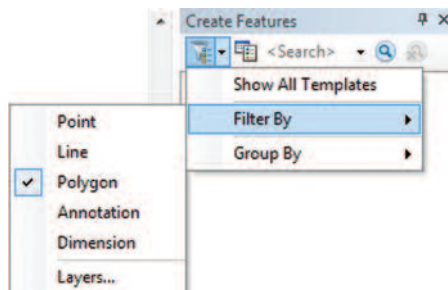 Create Features
<Search>
Show All Templates
Filter By
Group By
Point
Line
Polygon
Annotation
Dimension
Layers...